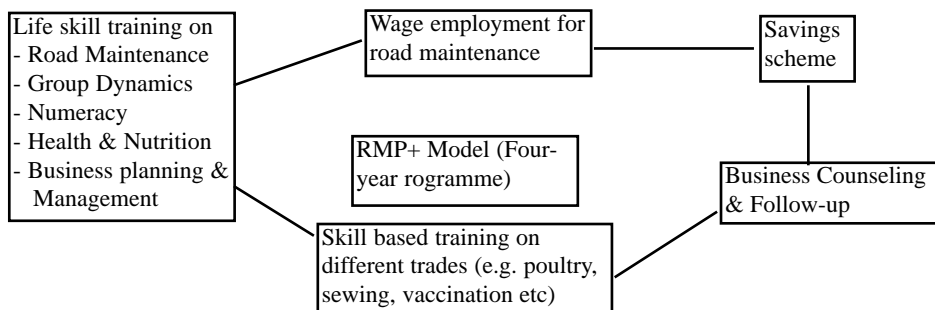 Life skill training on
- Road Maintenance
- Group Dynamics
- Numeracy
- Health & Nutrition
- Business planning &
Management
Wage employment for
road maintenance
Savings
scheme
RMP+ Model (Four-
year rogramme)
Business Counseling
& Follow-up
Skill based training on
different trades (e.g. poultry,
sewing, vaccination etc)